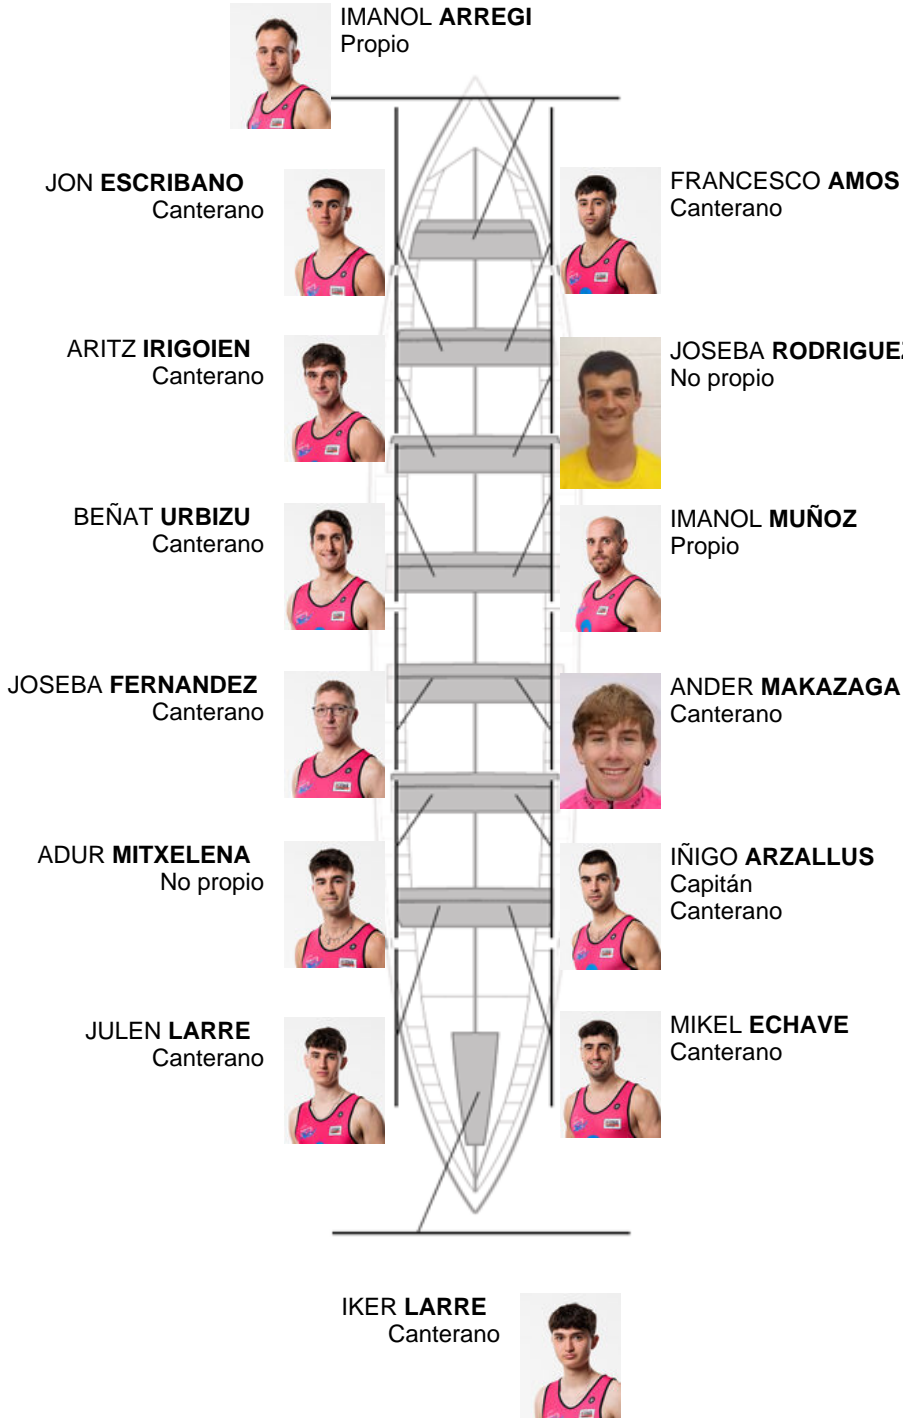 IMANOL ARREGI
Propio
JON ESCRIBANO
Canterano
FRANCESCO AMOS
Canterano
ARITZ IRIGOIEN
Canterano
JOSEBA RODRIGUEZ
No propio
BEÑAT URBIZU
Canterano
IMANOL MUÑOZ
Propio
JOSEBA FERNANDEZ
Canterano
ANDER MAKAZAGA
Canterano
ADUR MITXELENA
No propio
IÑIGO ARZALLUS
Capitán
Canterano
JULEN LARRE
Canterano
MIKEL ECHAVE
Canterano
IKER LARRE
Canterano